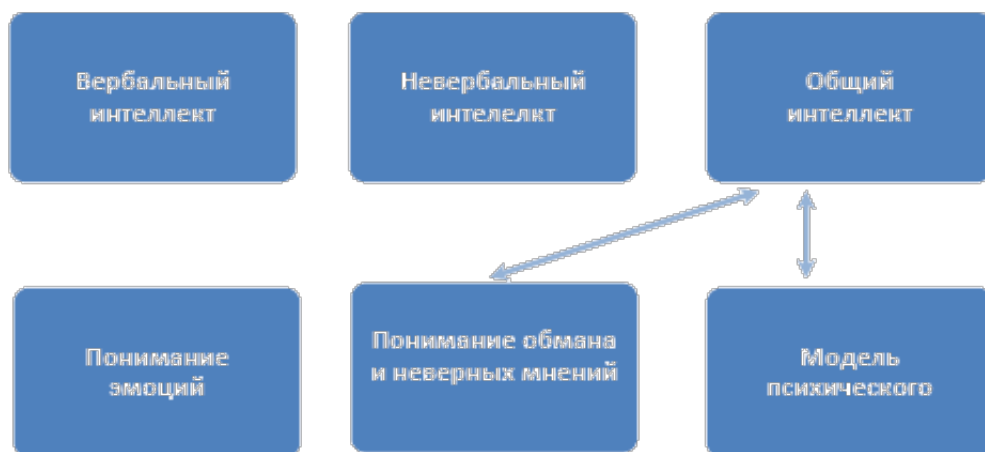 Вербальный
интеллект
Невербальный
интелелкт
Общий
интеллект
Понимание
эмоций
Понимание обмана
и неверных мнений
Модель
психического